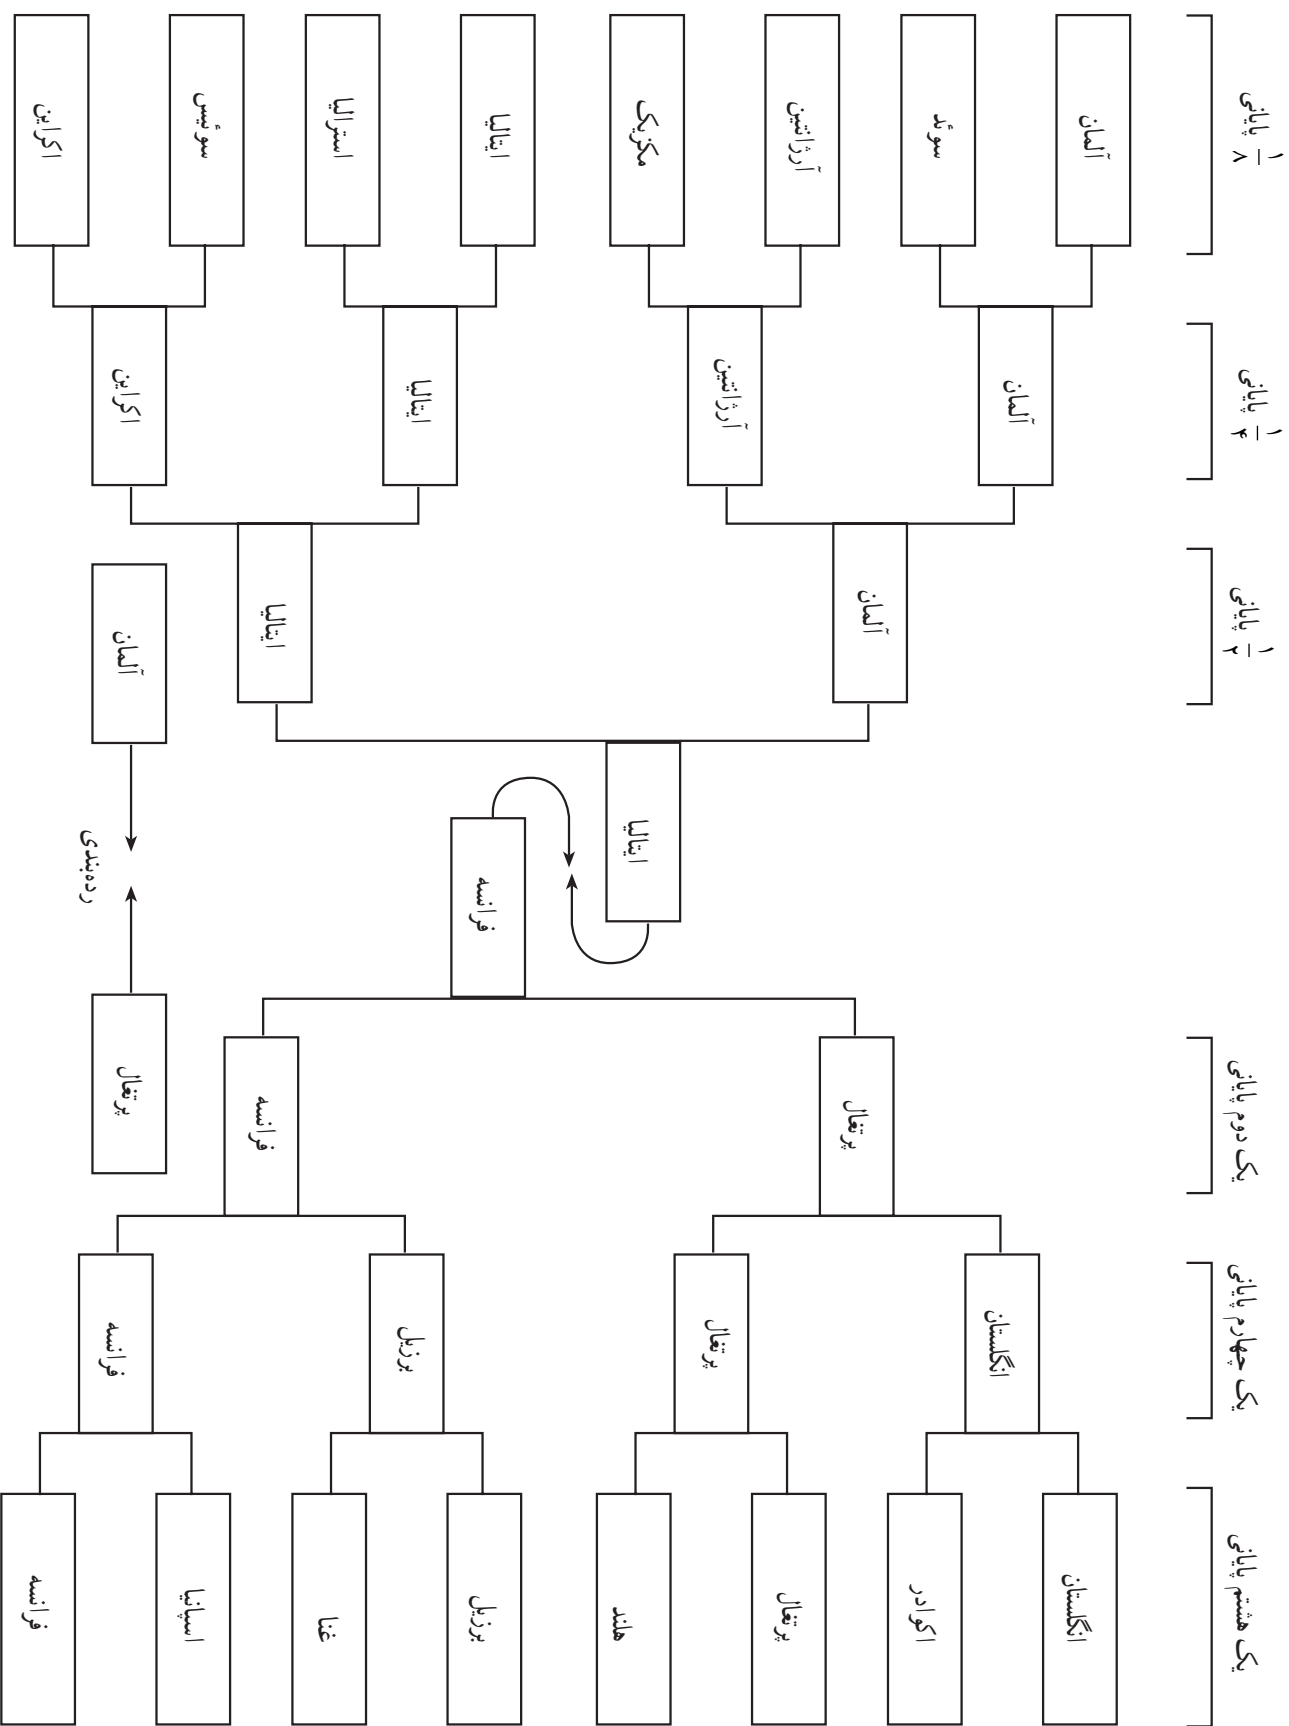 ۱/۸ پایانی
آلمان
سوئد
آرژانتین
مکزیک
ایتالیا
استرالیا
سوئیس
اکراین
۱/۴ پایانی
آلمان
آرژانتین
ایتالیا
اکراین
۱/۲ پایانی
آلمان
ایتالیا
آلمان
ایتالیا
فرانسه
رده‌بندی
یک دوم پایانی
پرتغال
فرانسه
پرتغال
یک چهارم پایانی
انگلستان
پرتغال
برزیل
فرانسه
یک هشتم پایانی
انگلستان
اکوادر
پرتغال
هلند
برزیل
غنا
اسپانیا
فرانسه